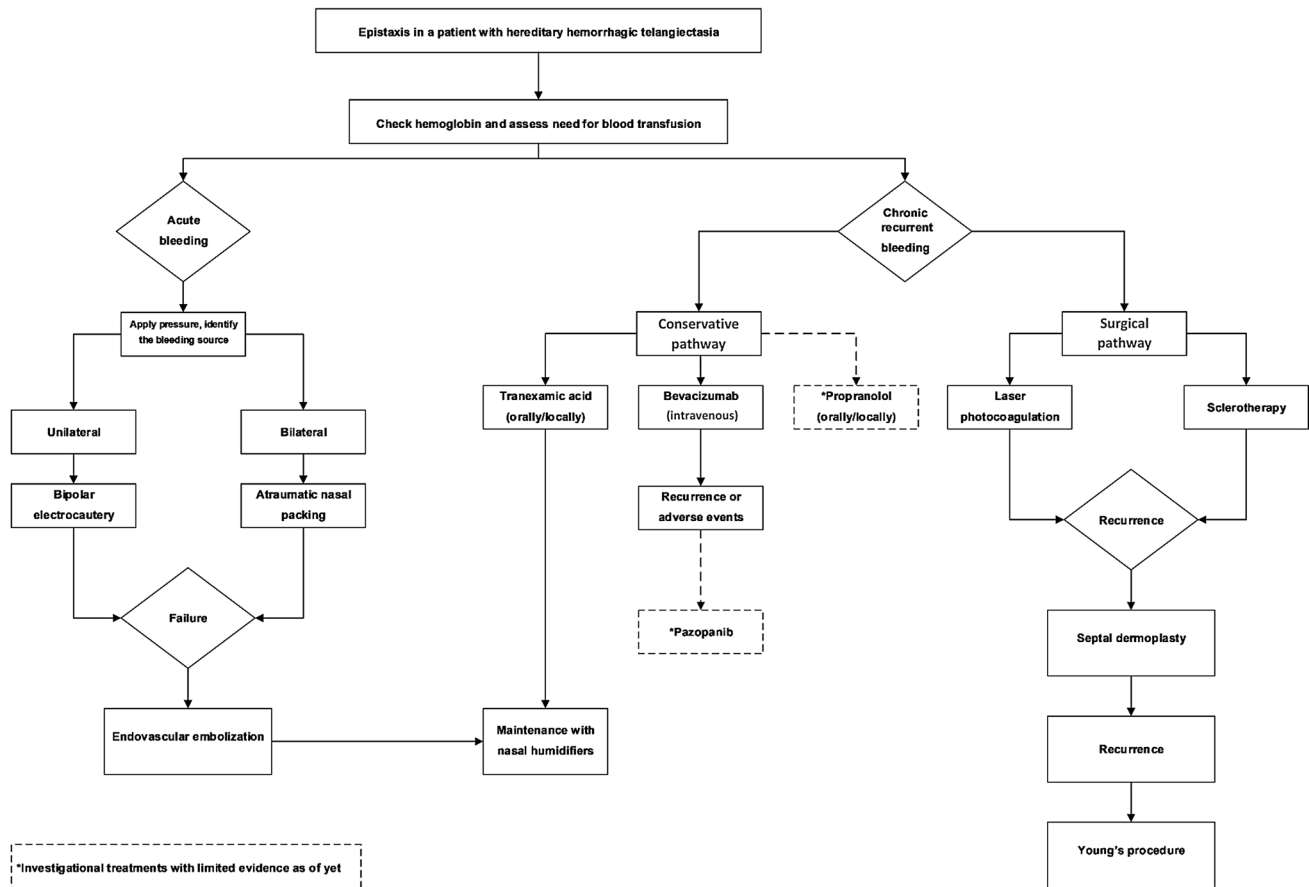 Epistaxis in a patient with hereditary hemorrhagic telangiectasia
Check hemoglobin and assess need for blood transfusion
Acute
bleeding
Chronic
recurrent
bleeding
Apply pressure, identify
the bleeding source
Conservative
pathway
Surgical
pathway
Unilateral
Bilateral
Tranexamic acid
(orally/locally)
Bevacizumab
(intravenous)
*Propranolol
(orally/locally)
Laser
photocoagulation
Sclerotherapy
Bipolar
electrocautery
Atraumatic nasal
packing
Recurrence or
adverse events
Recurrence
Failure
*Pazopanib
Septal dermoplasty
Endovascular embolization
Maintenance with
nasal humidifiers
Recurrence
Young's procedure
*Investigational treatments with limited evidence as of yet